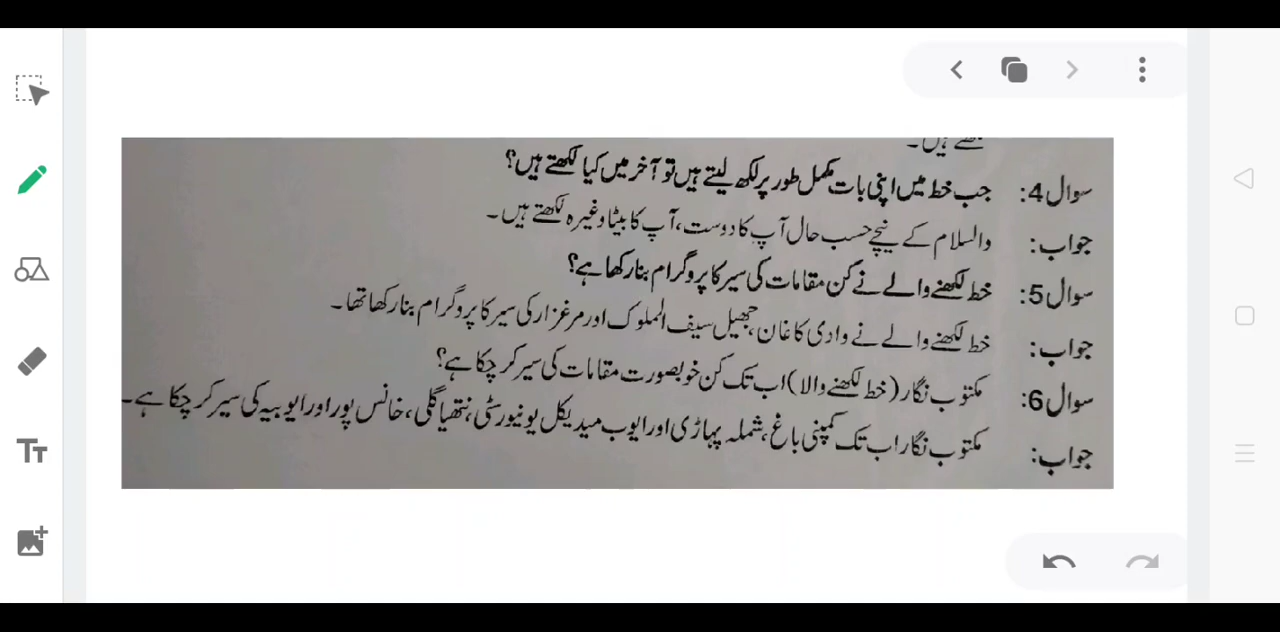 لکھتے ہیں۔
سوال 4: جب خط میں اپنی بات مکمل طور پر لکھ لیتے ہیں تو آخر میں کیا لکھتے ہیں؟
جواب: والسلام کے نیچے حسب حال آپ کا دوست، آپ کا بیٹا وغیرہ لکھتے ہیں۔
سوال 5: خط لکھنے والے نے کن مقامات کی سیر کا پروگرام بنا رکھا ہے؟
جواب: خط لکھنے والے نے وادی کاغان، جھیل سیف الملوک اور مرغزار کی سیر کا پروگرام بنا رکھا تھا۔
سوال 6: مکتوب نگار (خط لکھنے والا) اب تک کن خوبصورت مقامات کی سیر کر چکا ہے؟
جواب: مکتوب نگار اب تک کمپنی باغ، شملہ پہاڑی اور ایوب میڈیکل یونیورسٹی، نتھیا گلی، خانس پور اور ایوبیہ کی سیر کر چکا ہے۔
TT